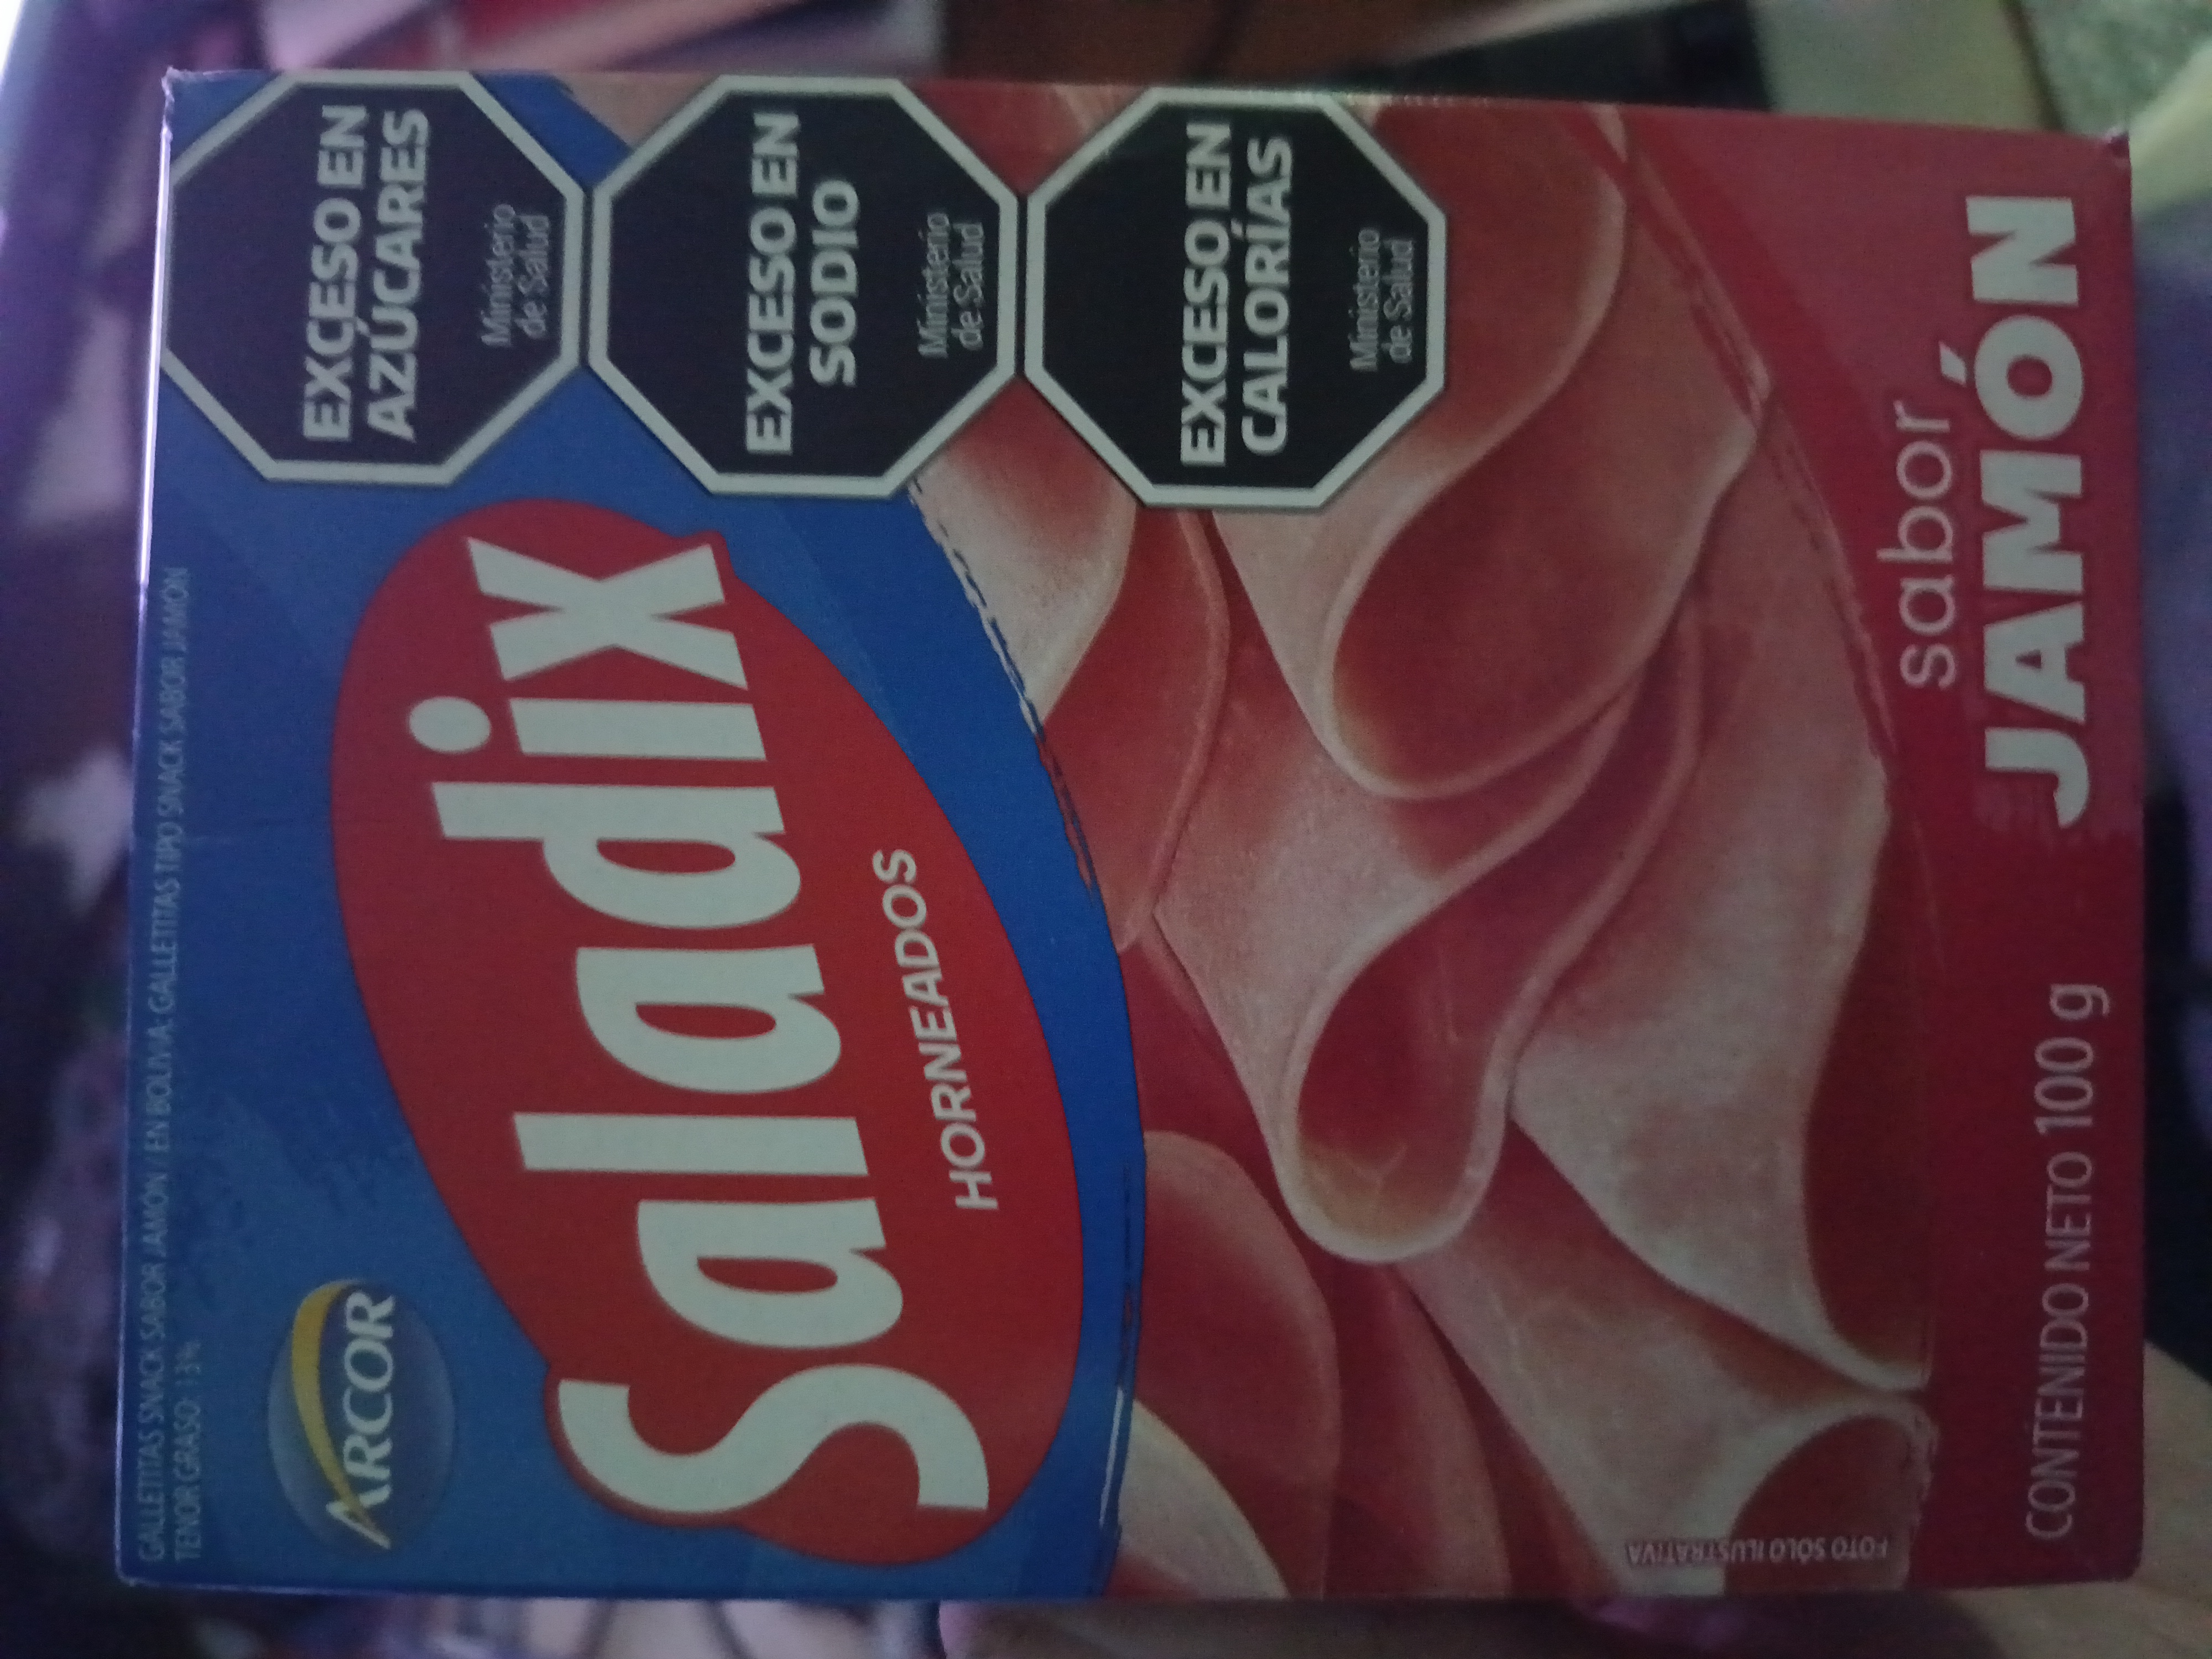 GALLETITAS SNACK SABOR JAMÓN / EN BOLIVIA: GALLETITAS TIPO SNACK SABOR JAMÓN
TENOR GRASO: 13%
ARCOR
Saladix
HORNEADOS
EXCESO EN
AZÚCARES
Ministerio
de Salud
EXCESO EN
SODIO
Ministerio
de Salud
EXCESO EN
CALORÍAS
Ministerio
de Salud
FOTO SÓLO ILUSTRATIVA
sabor
JAMÓN
CONTENIDO NETO 100 g